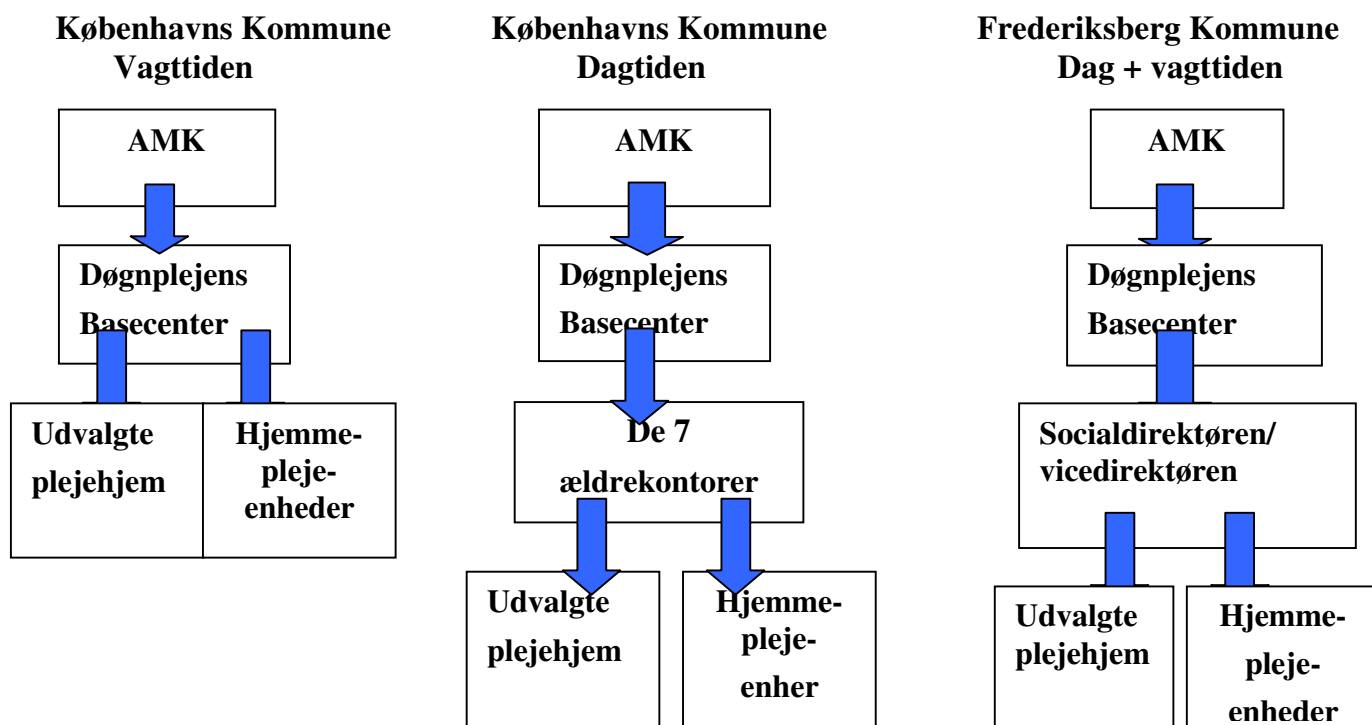 Københavns Kommune
Vagttiden
AMK
Døgnplejens
Basecenter
Udvalgte
plejehjem
Hjemme-
pleje-
enheder
Københavns Kommune
Dagtiden
AMK
Døgnplejens
Basecenter
De 7
ældrekontorer
Udvalgte
plejehjem
Hjemme-
pleje-
enher
Frederiksberg Kommune
Dag + vagttiden
AMK
Døgnplejens
Basecenter
Socialdirektøren/
vicedirektøren
Udvalgte
plejehjem
Hjemme-
pleje-
enheder